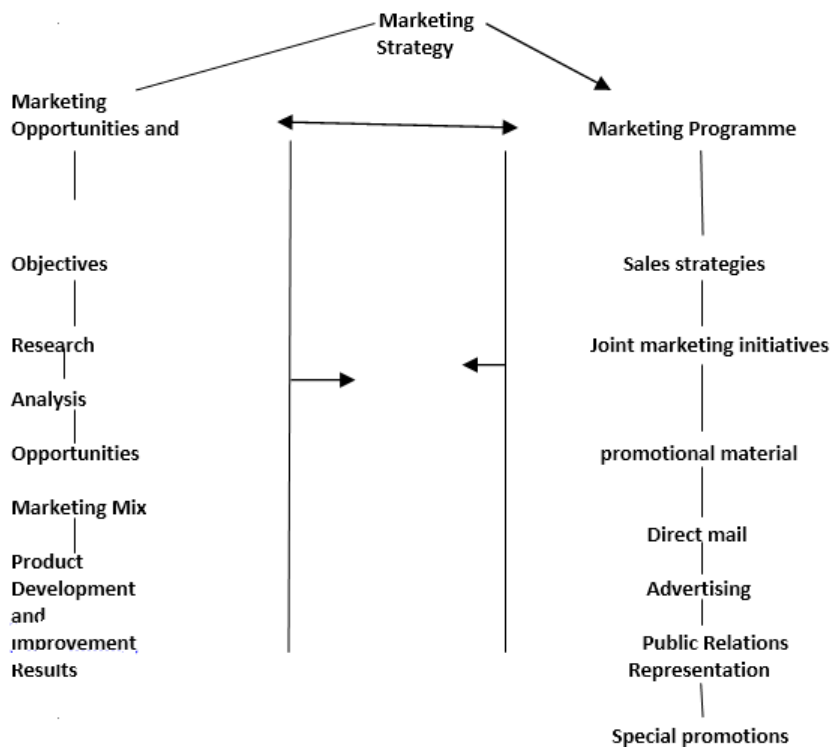 Marketing
Strategy
Marketing
Opportunities and
Marketing Programme
Objectives
Sales strategies
Research
Joint marketing initiatives
Analysis
Opportunities
promotional material
Marketing Mix
Direct mail
Product
Development
Advertising
and
improvement
Public Relations
Results
Representation
Special promotions